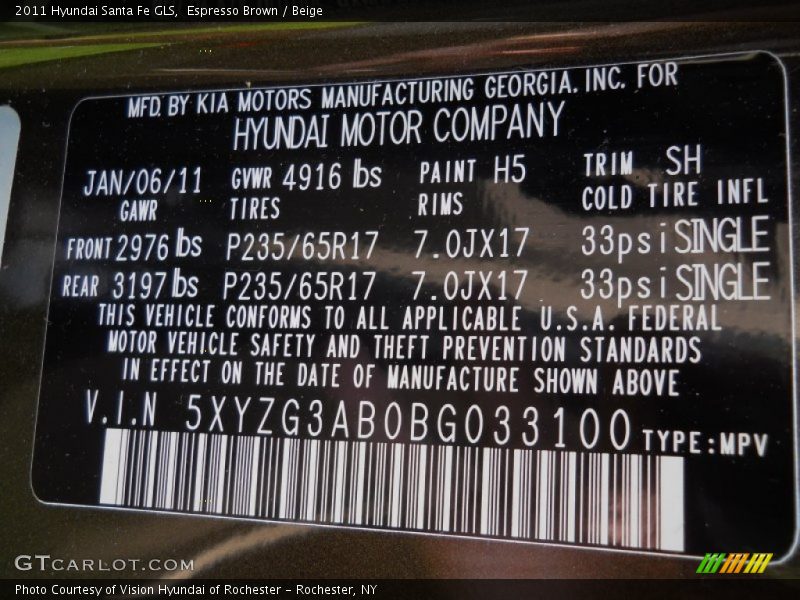 2011 Hyundai Santa Fe GLS,  Espresso Brown / Beige
MFD. BY KIA MOTORS MANUFACTURING GEORGIA. INC. FOR
HYUNDAI MOTOR COMPANY
JAN/06/11 GVWR 4916 lbs PAINT H5 TRIM SH
GAWR TIRES RIMS COLD TIRE INFL
FRONT 2976 lbs P235/65R17 7.0JX17 33psi SINGLE
REAR 3197 lbs P235/65R17 7.0JX17 33psi SINGLE
THIS VEHICLE CONFORMS TO ALL APPLICABLE U.S.A. FEDERAL
MOTOR VEHICLE SAFETY AND THEFT PREVENTION STANDARDS
IN EFFECT ON THE DATE OF MANUFACTURE SHOWN ABOVE
V.I.N 5XYZG3AB0BG033100 TYPE:MPV
GTCARLOT.COM
Photo Courtesy of Vision Hyundai of Rochester – Rochester, NY